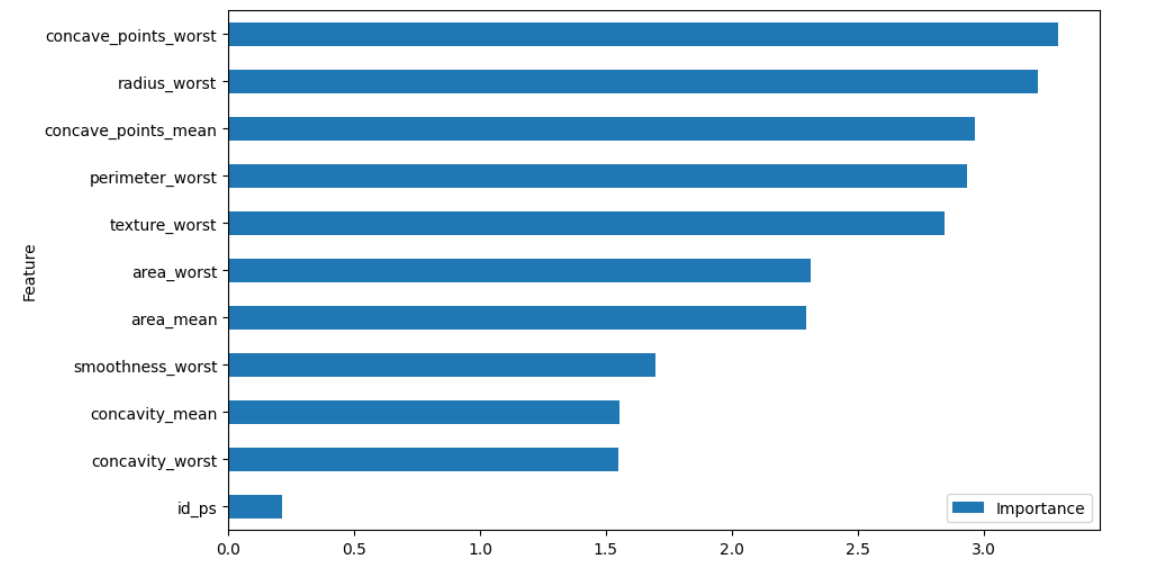 concave_points_worst
radius_worst
concave_points_mean
perimeter_worst
texture_worst
area_worst
area_mean
smoothness_worst
concavity_mean
concavity_worst
id_ps
Feature
Importance
0.0 0.5 1.0 1.5 2.0 2.5 3.0